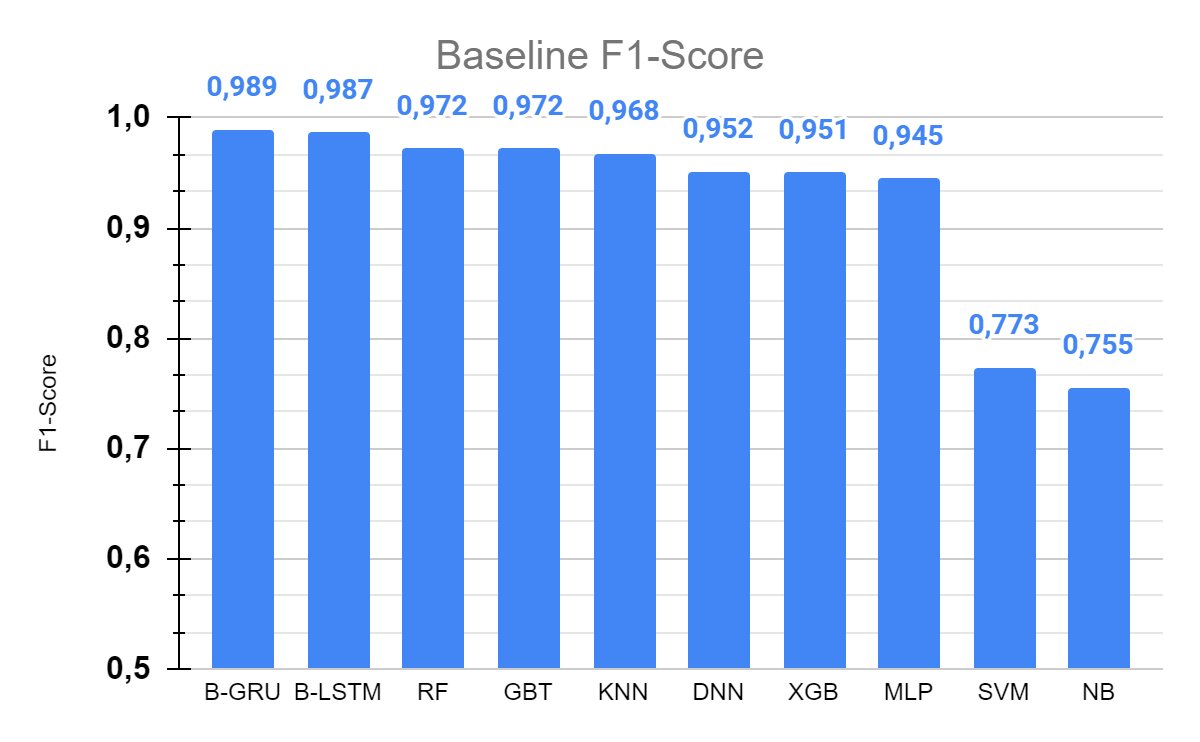 Baseline F1-Score
0,989 0,987 0,972 0,972 0,968 0,952 0,951 0,945 0,773 0,755
1,0
0,9
0,8
0,7
0,6
0,5
F1-Score
B-GRU B-LSTM RF GBT KNN DNN XGB MLP SVM NB